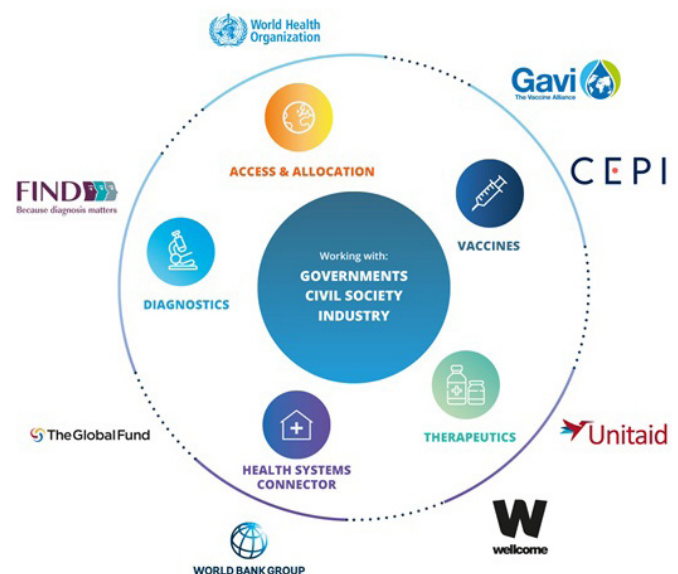 World Health
Organization
Gavi
The Vaccine Alliance
CEPI
FIND
Because diagnosis matters
ACCESS & ALLOCATION
VACCINES
Working with:
GOVERNMENTS
CIVIL SOCIETY
INDUSTRY
DIAGNOSTICS
THERAPEUTICS
HEALTH SYSTEMS
CONNECTOR
The Global Fund
Unitaid
W
wellcome
WORLD BANK GROUP